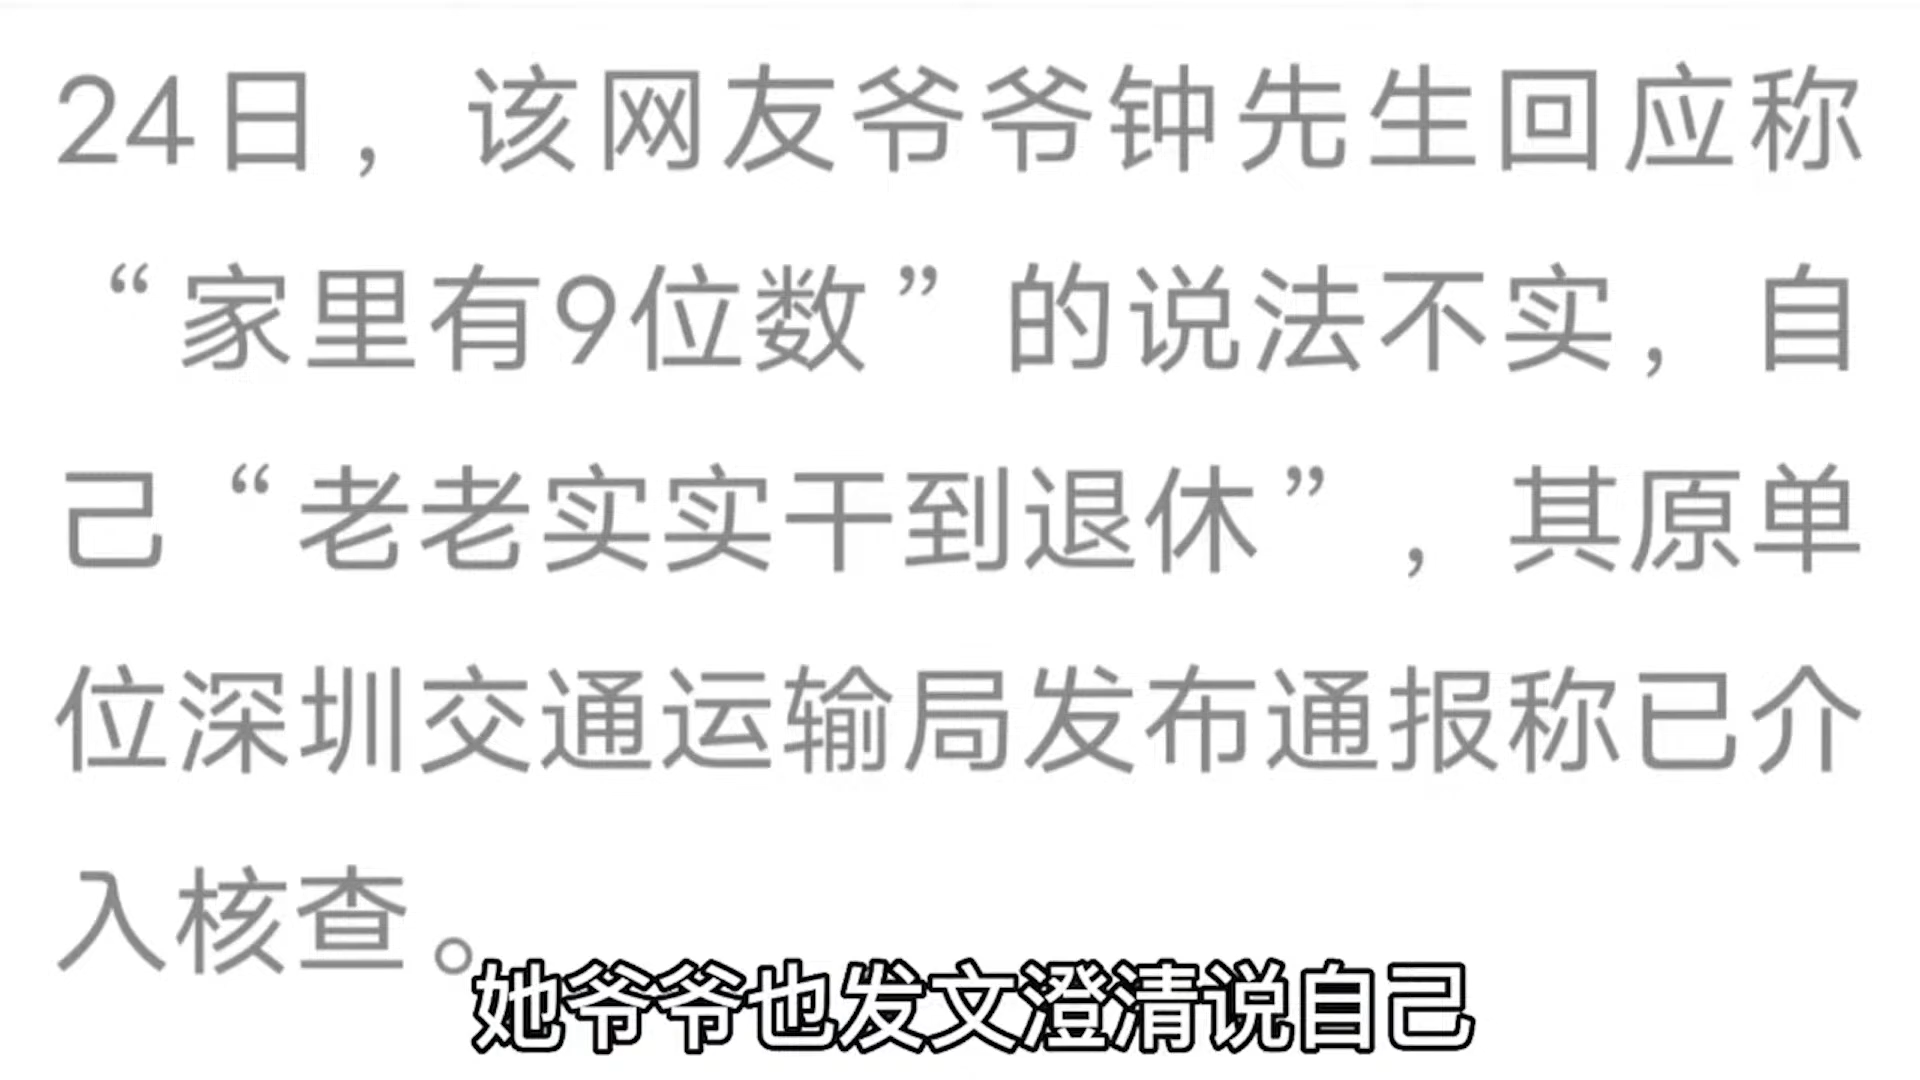 24日，该网友爷爷钟先生回应称
“家里有9位数”的说法不实，自
己“老老实实干到退休”，其原单
位深圳交通运输局发布通报称已介
入核查。
她爷爷也发文澄清说自己